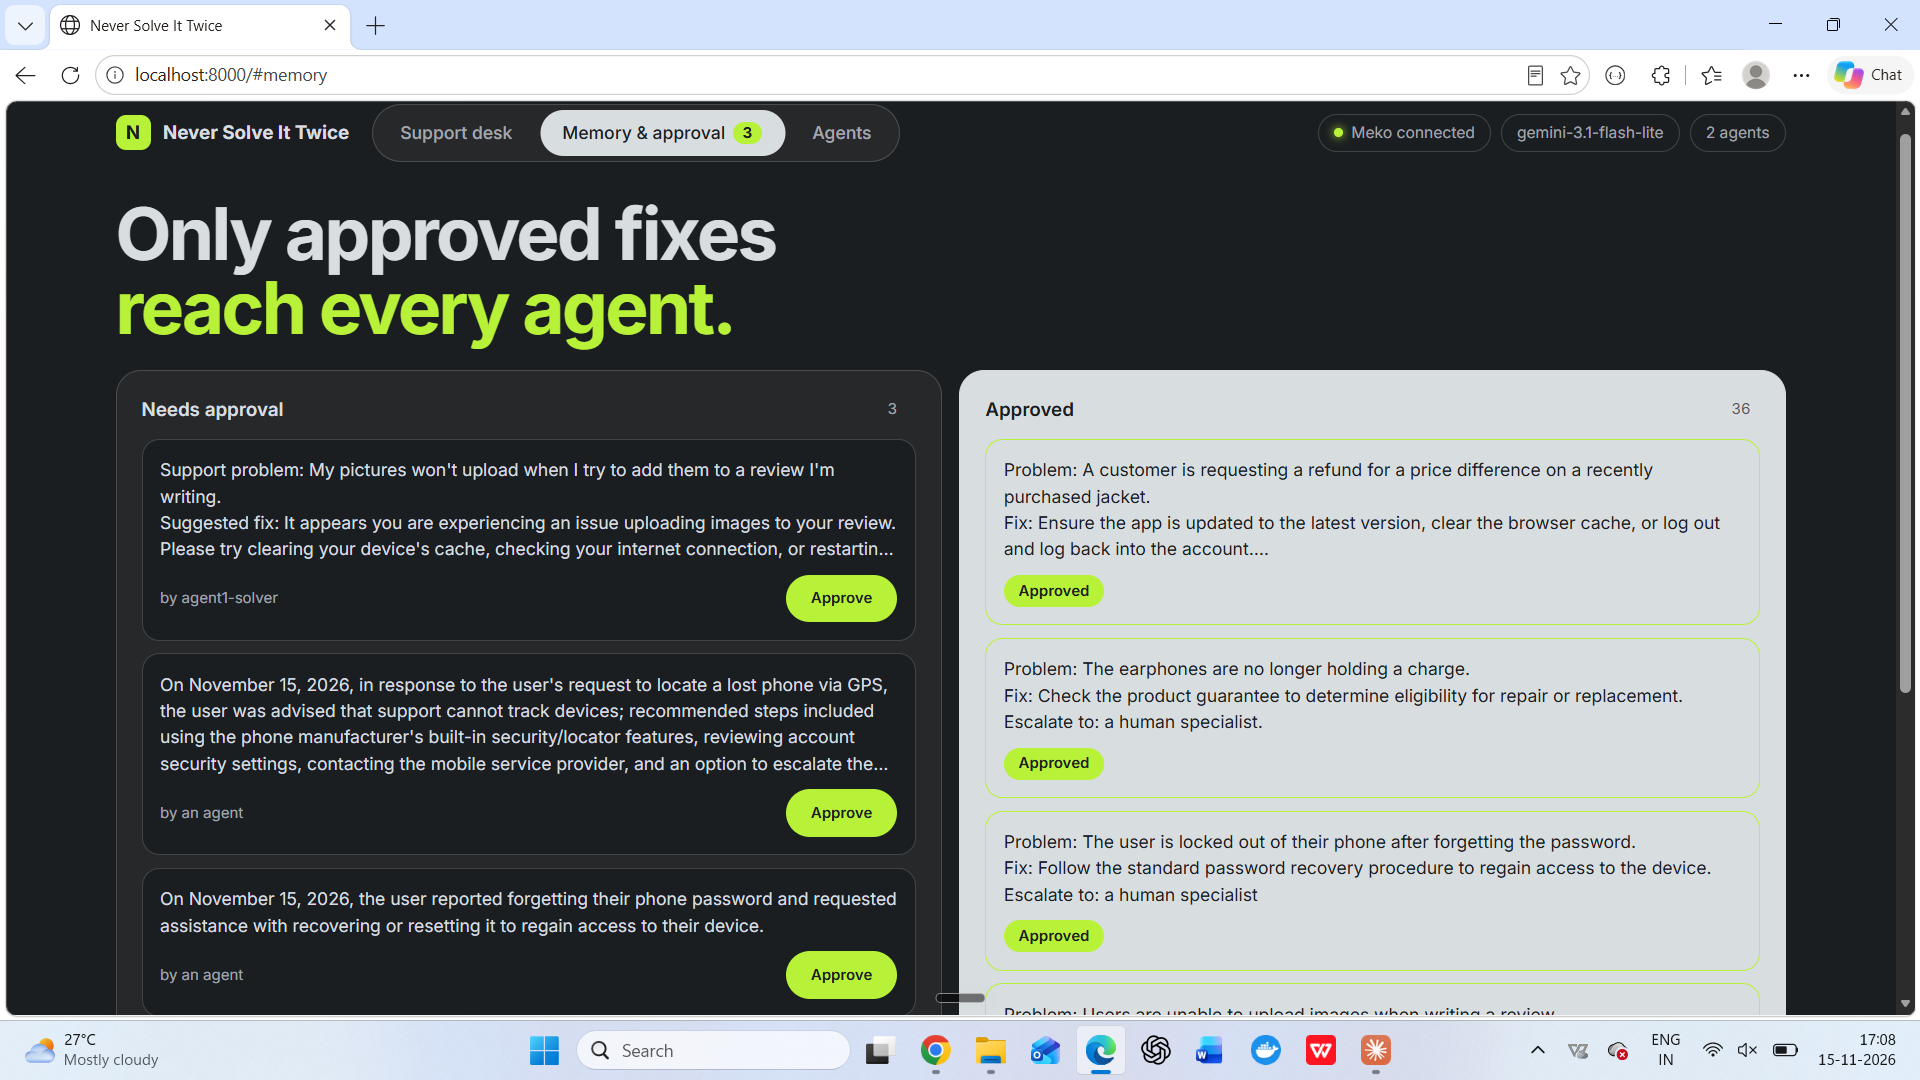 Never Solve It Twice
localhost:8000/#memory
Chat
N
Never Solve It Twice
Support desk
Memory & approval 3
Agents
Meko connected
gemini-3.1-flash-lite
2 agents
Only approved fixes
reach every agent.
Needs approval
3
Support problem: My pictures won't upload when I try to add them to a review I'm
writing.
Suggested fix: It appears you are experiencing an issue uploading images to your review.
Please try clearing your device's cache, checking your internet connection, or restartin...
by agent1-solver
Approve
On November 15, 2026, in response to the user's request to locate a lost phone via GPS,
the user was advised that support cannot track devices; recommended steps included
using the phone manufacturer's built-in security/locator features, reviewing account
security settings, contacting the mobile service provider, and an option to escalate the...
by an agent
Approve
On November 15, 2026, the user reported forgetting their phone password and requested
assistance with recovering or resetting it to regain access to their device.
by an agent
Approve
Approved
36
Problem: A customer is requesting a refund for a price difference on a recently
purchased jacket.
Fix: Ensure the app is updated to the latest version, clear the browser cache, or log out
and log back into the account....
Approved
Problem: The earphones are no longer holding a charge.
Fix: Check the product guarantee to determine eligibility for repair or replacement.
Escalate to: a human specialist.
Approved
Problem: The user is locked out of their phone after forgetting the password.
Fix: Follow the standard password recovery procedure to regain access to the device.
Escalate to: a human specialist
Approved
Problem: Users are unable to upload images when writing a review
27°C
Mostly cloudy
Search
ENG
IN
17:08
15-11-2026